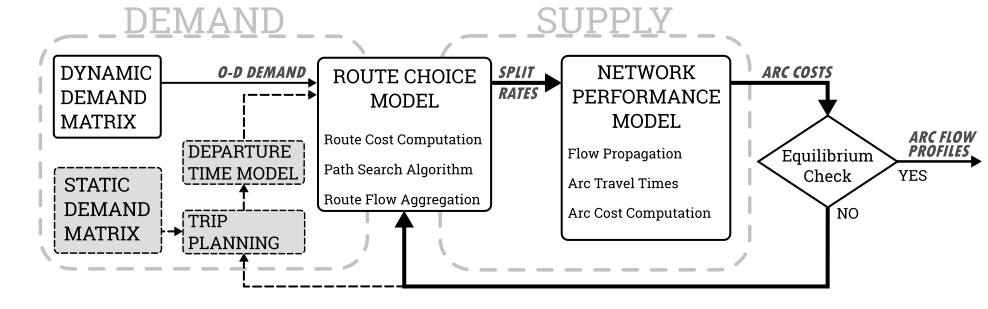 DEMAND
SUPPLY
DYNAMIC
DEMAND
MATRIX
O-D DEMAND
STATIC
DEMAND
MATRIX
DEPARTURE
TIME MODEL
TRIP
PLANNING
ROUTE CHOICE
MODEL
Route Cost Computation
Path Search Algorithm
Route Flow Aggregation
SPLIT
RATES
NETWORK
PERFORMANCE
MODEL
Flow Propagation
Arc Travel Times
Arc Cost Computation
ARC COSTS
Equilibrium
Check
ARC FLOW
PROFILES
YES
NO